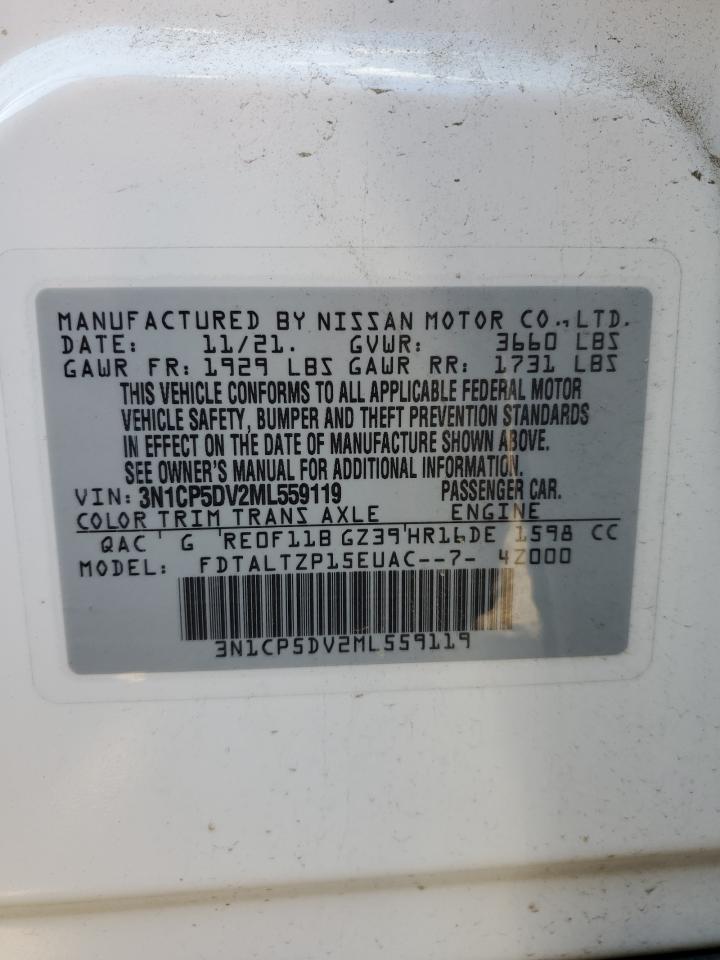 MANUFACTURED BY NISSAN MOTOR CO.,LTD.
DATE: 11/21. GVWR: 3660 LBS
GAWR FR: 1929 LBS GAWR RR: 1731 LBS
THIS VEHICLE CONFORMS TO ALL APPLICABLE FEDERAL MOTOR
VEHICLE SAFETY, BUMPER AND THEFT PREVENTION STANDARDS
IN EFFECT ON THE DATE OF MANUFACTURE SHOWN ABOVE.
SEE OWNER'S MANUAL FOR ADDITIONAL INFORMATION.
VIN: 3N1CP5DV2ML559119 PASSENGER CAR.
COLOR TRIM TRANS AXLE ENGINE
QAC G RE0F11B GZ39 HR16DE 1598 CC
MODEL: FDTALTZP15EUAC--7- 4Z000
3N1CP5DV2ML559119